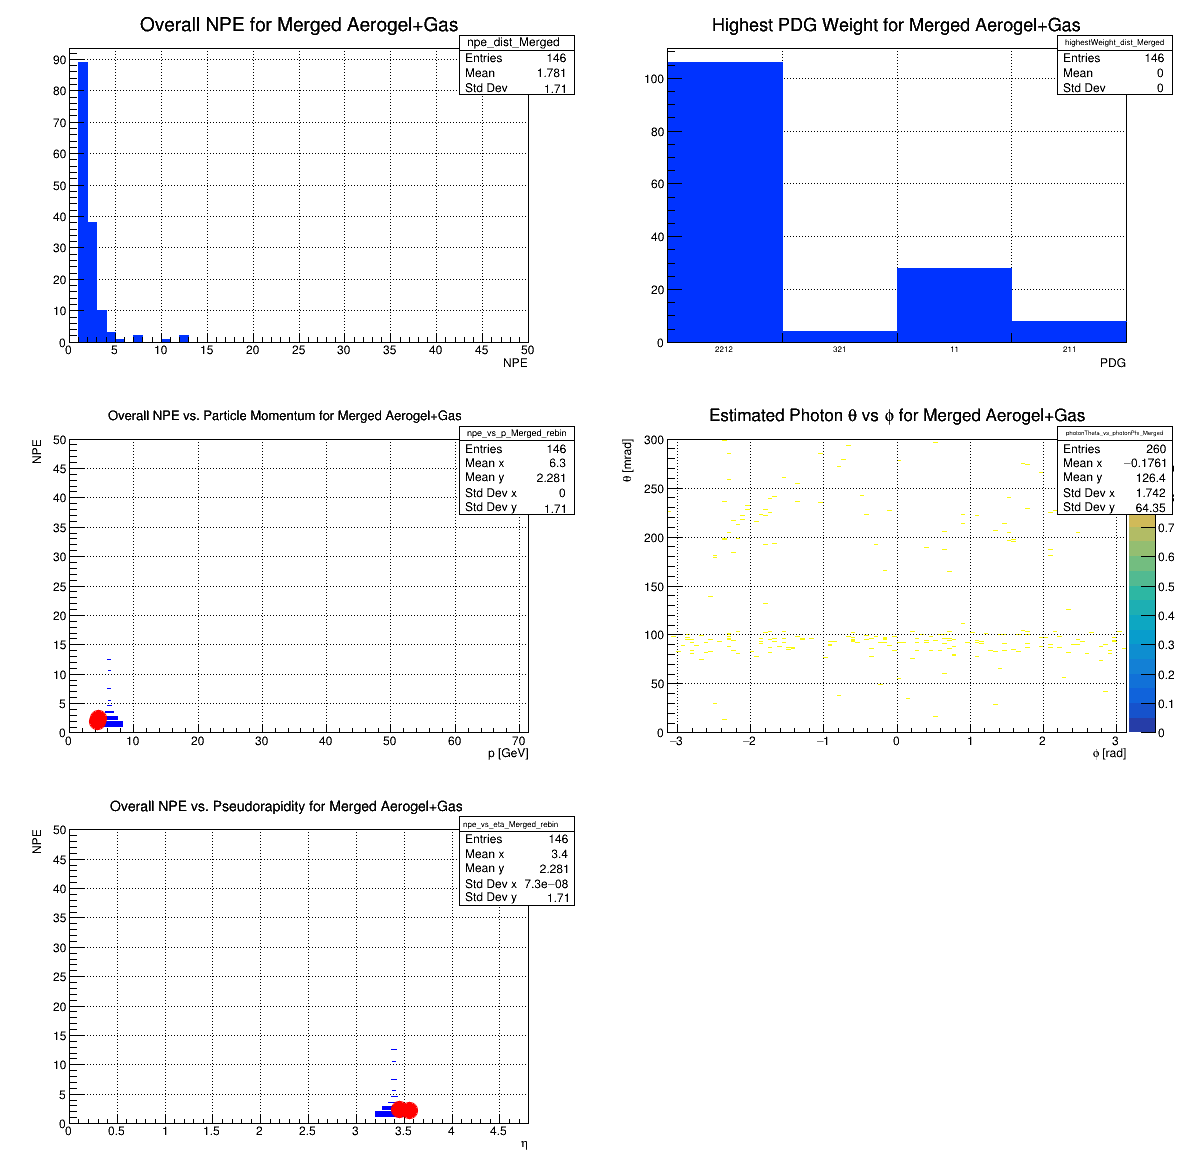 Overall NPE for Merged Aerogel+Gas
npe_dist_Merged
Entries 146
Mean 1.781
Std Dev 1.71
90
80
70
60
50
40
30
20
10
0
0 5 10 15 20 25 30 35 40 45 50
NPE
Highest PDG Weight for Merged Aerogel+Gas
highestWeight_dist_Merged
Entries 146
Mean 0
Std Dev 0
100
80
60
40
20
0
2212 321 11 211
PDG
Overall NPE vs. Particle Momentum for Merged Aerogel+Gas
npe_vs_p_Merged_rebin
Entries 146
Mean x 6.3
Mean y 2.281
Std Dev x 0
Std Dev y 1.71
NPE
50
45
40
35
30
25
20
15
10
5
0
0 10 20 30 40 50 60 70
p [GeV]
Estimated Photon θ vs ϕ for Merged Aerogel+Gas
photonTheta_vs_photonPhi_Merged
Entries 260
Mean x −0.1761
Mean y 126.4
Std Dev x 1.742
Std Dev y 64.35
θ [mrad]
300
250
200
150
100
50
0
−3 −2 −1 0 1 2 3
ϕ [rad]
0.7
0.6
0.5
0.4
0.3
0.2
0.1
0
Overall NPE vs. Pseudorapidity for Merged Aerogel+Gas
npe_vs_eta_Merged_rebin
Entries 146
Mean x 3.4
Mean y 2.281
Std Dev x 7.3e−08
Std Dev y 1.71
NPE
50
45
40
35
30
25
20
15
10
5
0
0 0.5 1 1.5 2 2.5 3 3.5 4 4.5
η